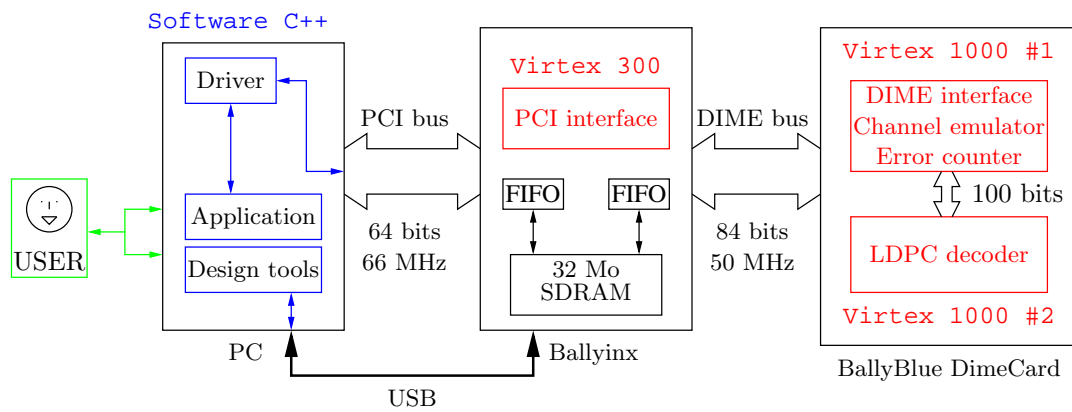 Software C++
Driver
Application
Design tools
USER
PC
PCI bus
64 bits
66 MHz
USB
Virtex 300
PCI interface
FIFO
FIFO
32 Mo
SDRAM
Ballyinx
DIME bus
84 bits
50 MHz
Virtex 1000 #1
DIME interface
Channel emulator
Error counter
100 bits
LDPC decoder
Virtex 1000 #2
BallyBlue DimeCard